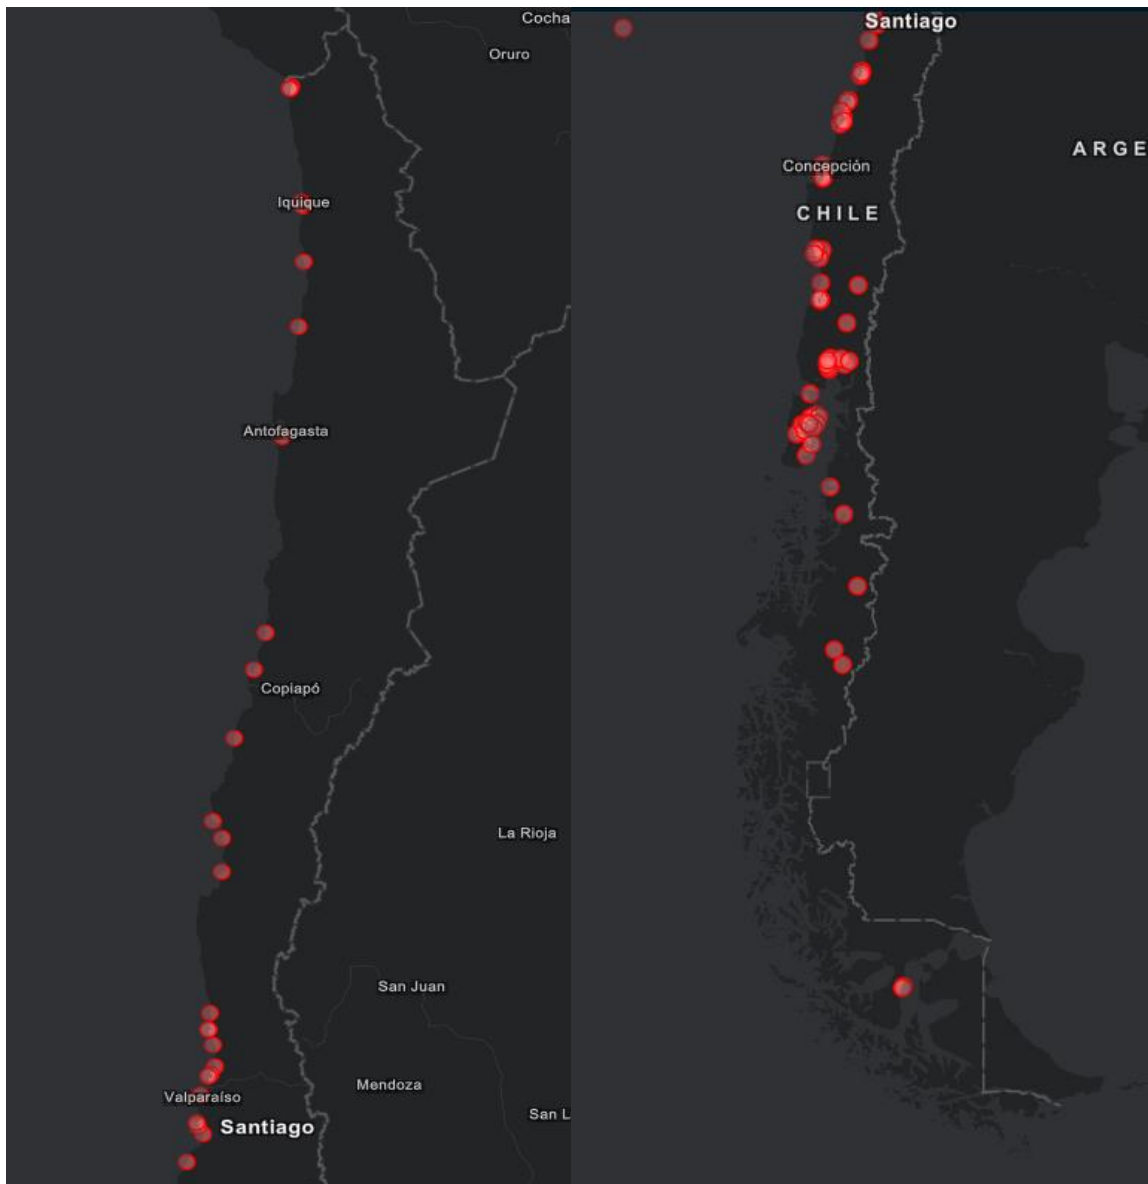 Cocha
Oruro
Iquique
Antofagasta
Copiapó
La Rioja
San Juan
Mendoza
Valparaíso
San L
Santiago
Santiago
ARGE
Concepción
CHILE